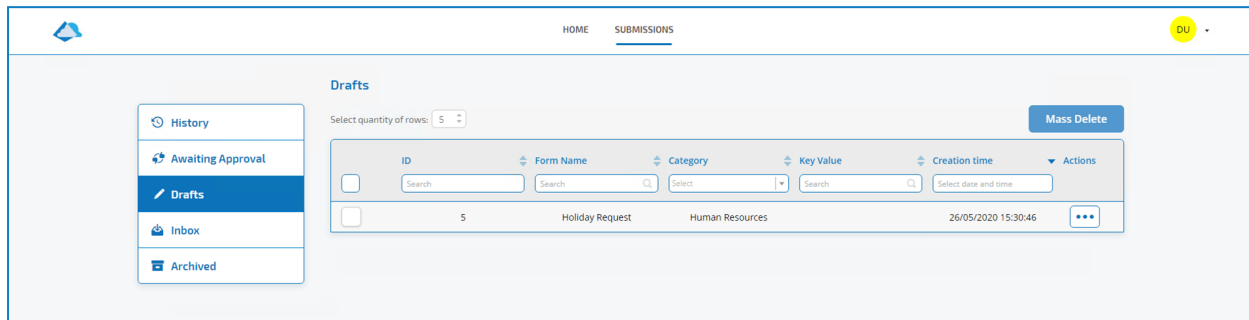 HOME SUBMISSIONS DU
Drafts
History
Awaiting Approval
Drafts
Inbox
Archived
Select quantity of rows: 5 Mass Delete
ID Form Name Category Key Value Creation time Actions
Search Search Select Search Select date and time
5 Holiday Request Human Resources 26/05/2020 15:30:46